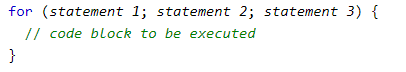 for (statement 1; statement 2; statement 3) {
  // code block to be executed
}